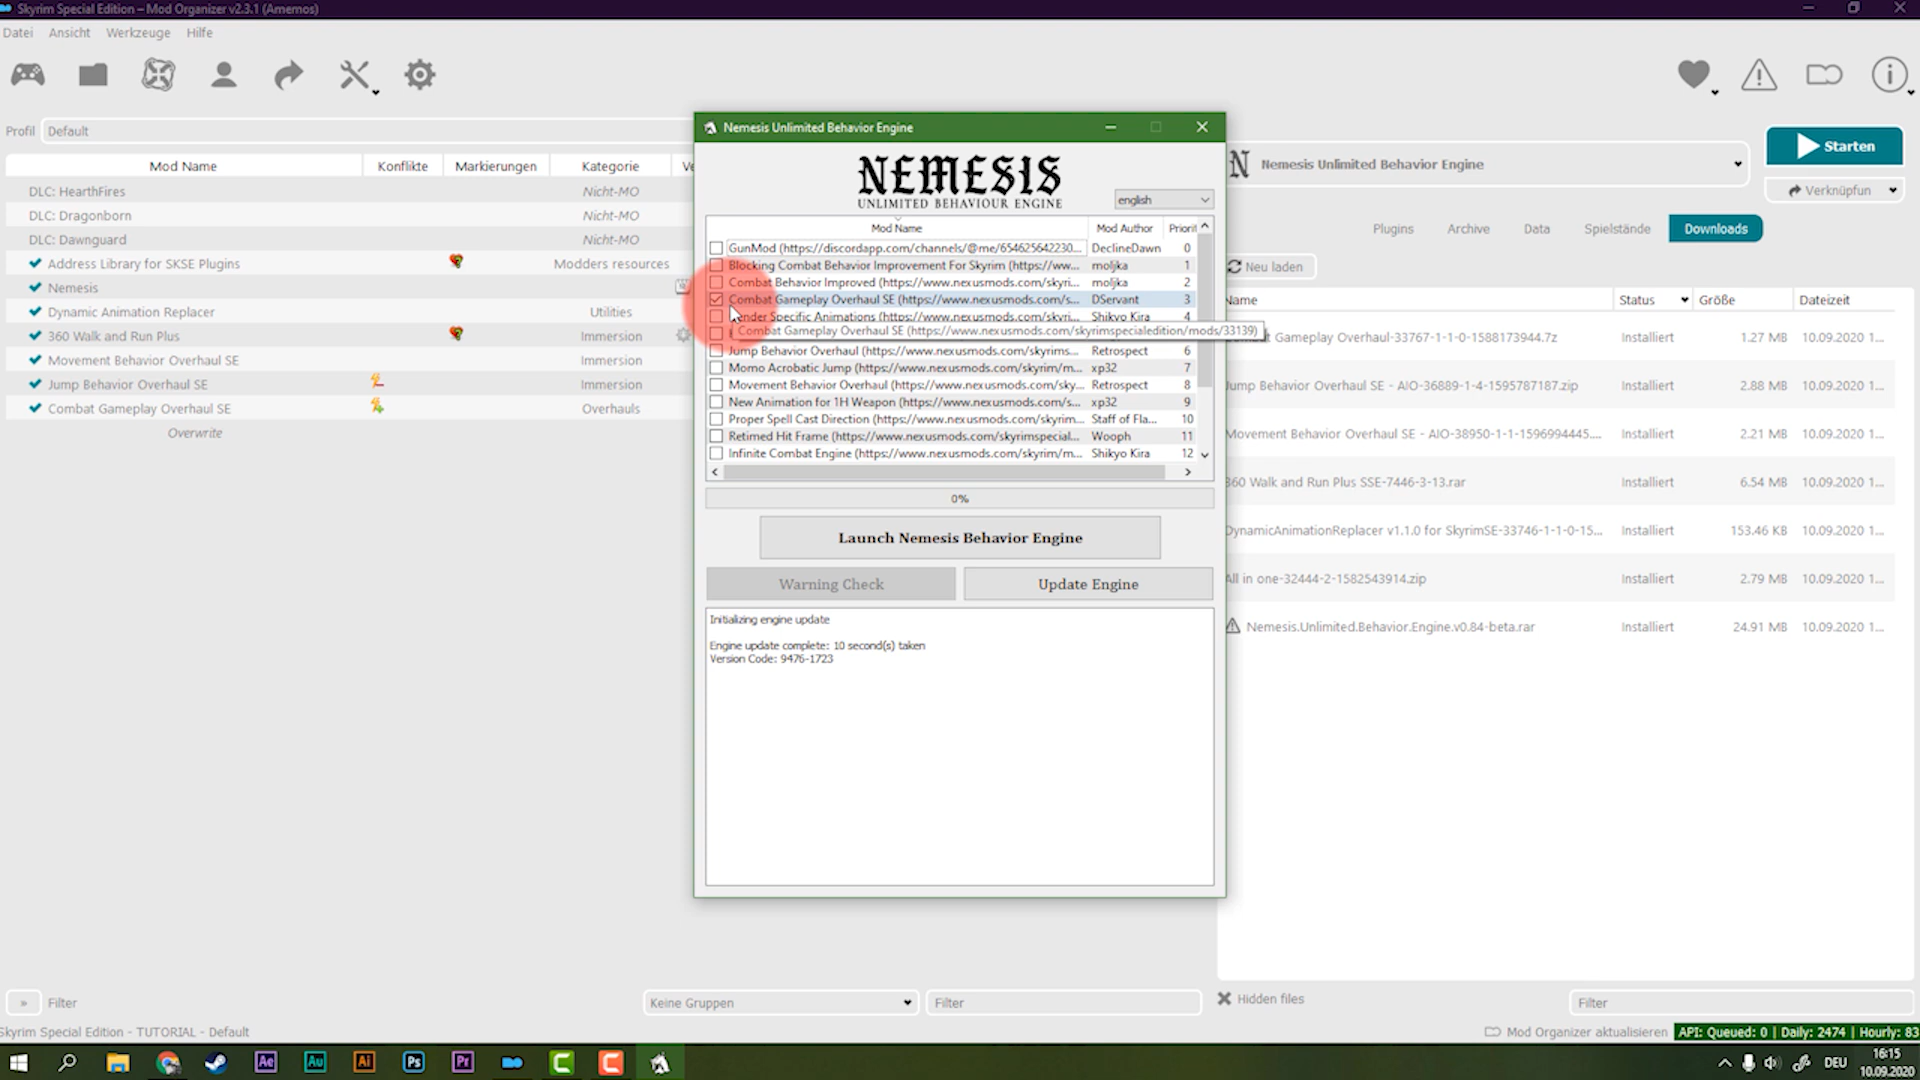 Skyrim Special Edition – Mod Organizer v2.3.1 (Amemos)
Datei Ansicht Werkzeuge Hilfe
Profil Default
Mod Name Konflikte Markierungen Kategorie Ve
DLC: HearthFires Nicht-MO
DLC: Dragonborn Nicht-MO
DLC: Dawnguard Nicht-MO
Address Library for SKSE Plugins Modders resources
Nemesis
Dynamic Animation Replacer Utilities
360 Walk and Run Plus Immersion
Movement Behavior Overhaul SE Immersion
Jump Behavior Overhaul SE Immersion
Combat Gameplay Overhaul SE Overhauls
Overwrite
Nemesis Unlimited Behavior Engine
NEMESIS
UNLIMITED BEHAVIOUR ENGINE
english
Mod Name Mod Author Priorit
GunMod (https://discordapp.com/channels/@me/654625642230... DeclineDawn 0
Blocking Combat Behavior Improvement For Skyrim (https://ww... moljka 1
Combat Behavior Improved (https://www.nexusmods.com/skyri... moljka 2
Combat Gameplay Overhaul SE (https://www.nexusmods.com/s... DServant 3
Gender Specific Animations (https://www.nexusmods.com/skyri... Shikyo Kira 4
Combat Gameplay Overhaul SE (https://www.nexusmods.com/skyrimspecialedition/mods/33139)
Jump Behavior Overhaul (https://www.nexusmods.com/skyrims... Retrospect 6
Momo Acrobatic Jump (https://www.nexusmods.com/skyrim/m... xp32 7
Movement Behavior Overhaul (https://www.nexusmods.com/sky... Retrospect 8
New Animation for 1H Weapon (https://www.nexusmods.com/s... xp32 9
Proper Spell Cast Direction (https://www.nexusmods.com/skyrim... Staff of Fla... 10
Retimed Hit Frame (https://www.nexusmods.com/skyrimspecial... Wooph 11
Infinite Combat Engine (https://www.nexusmods.com/skyrim/m... Shikyo Kira 12
0%
Launch Nemesis Behavior Engine
Warning Check Update Engine
Initializing engine update
Engine update complete: 10 second(s) taken
Version Code: 9476-1723
N Nemesis Unlimited Behavior Engine
Starten
Verknüpfun
Plugins Archive Data Spielstände Downloads
Neu laden
Name Status Größe Dateizeit
Gameplay Overhaul-33767-1-1-0-1588173944.7z Installiert 1.27 MB 10.09.2020 1...
Jump Behavior Overhaul SE - AIO-36889-1-4-1595787187.zip Installiert 2.88 MB 10.09.2020 1...
Movement Behavior Overhaul SE - AIO-38950-1-1-1596994445.... Installiert 2.21 MB 10.09.2020 1...
360 Walk and Run Plus SSE-7446-3-13.rar Installiert 6.54 MB 10.09.2020 1...
DynamicAnimationReplacer v1.1.0 for SkyrimSE-33746-1-1-0-15... Installiert 153.46 KB 10.09.2020 1...
All in one-32444-2-1582543914.zip Installiert 2.79 MB 10.09.2020 1...
Nemesis.Unlimited.Behavior.Engine.v0.84-beta.rar Installiert 24.91 MB 10.09.2020 1...
» Filter Keine Gruppen Filter Hidden files Filter
Skyrim Special Edition - TUTORIAL - Default Mod Organizer aktualisieren API: Queued: 0 | Daily: 2474 | Hourly: 83
Ae Au Ai Ps Pr DEU 16:15
10.09.2020